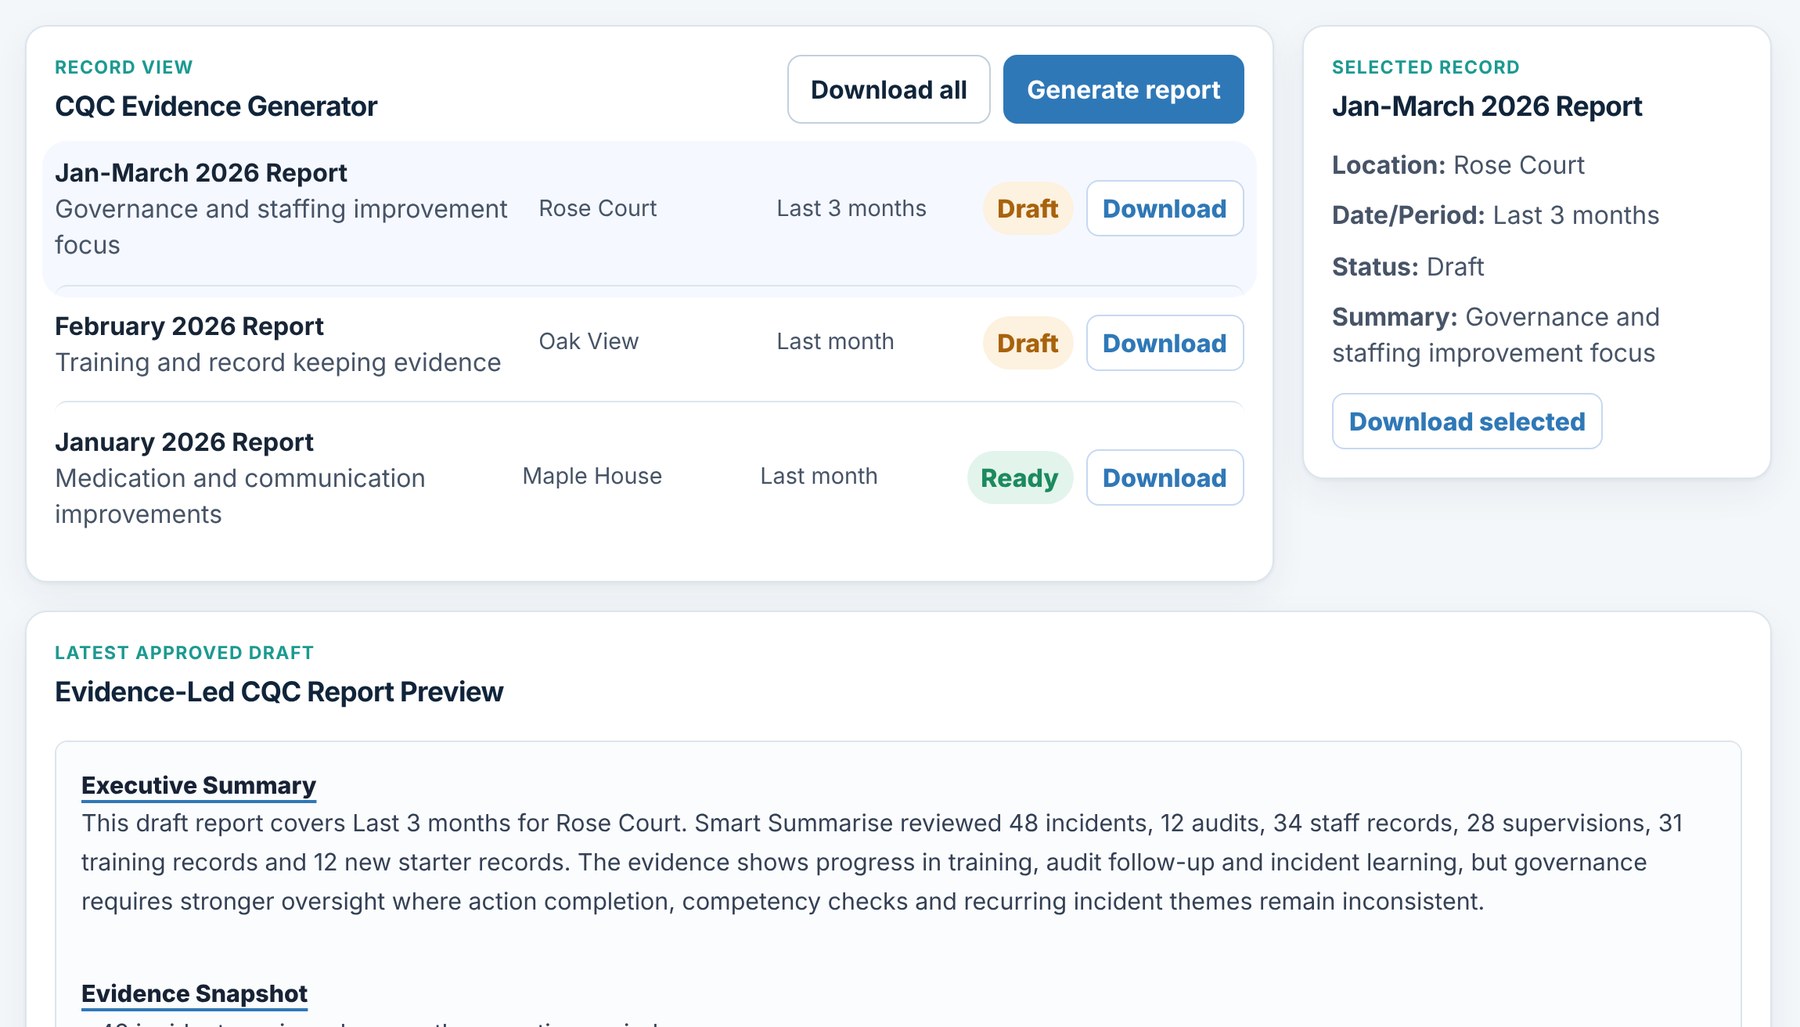 RECORD VIEW
CQC Evidence Generator
Download all
Generate report
Jan-March 2026 Report
Governance and staffing improvement
focus
Rose Court
Last 3 months
Draft
Download
February 2026 Report
Training and record keeping evidence
Oak View
Last month
Draft
Download
January 2026 Report
Medication and communication
improvements
Maple House
Last month
Ready
Download
SELECTED RECORD
Jan-March 2026 Report
Location: Rose Court
Date/Period: Last 3 months
Status: Draft
Summary: Governance and
staffing improvement focus
Download selected
LATEST APPROVED DRAFT
Evidence-Led CQC Report Preview
Executive Summary
This draft report covers Last 3 months for Rose Court. Smart Summarise reviewed 48 incidents, 12 audits, 34 staff records, 28 supervisions, 31
training records and 12 new starter records. The evidence shows progress in training, audit follow-up and incident learning, but governance
requires stronger oversight where action completion, competency checks and recurring incident themes remain inconsistent.
Evidence Snapshot